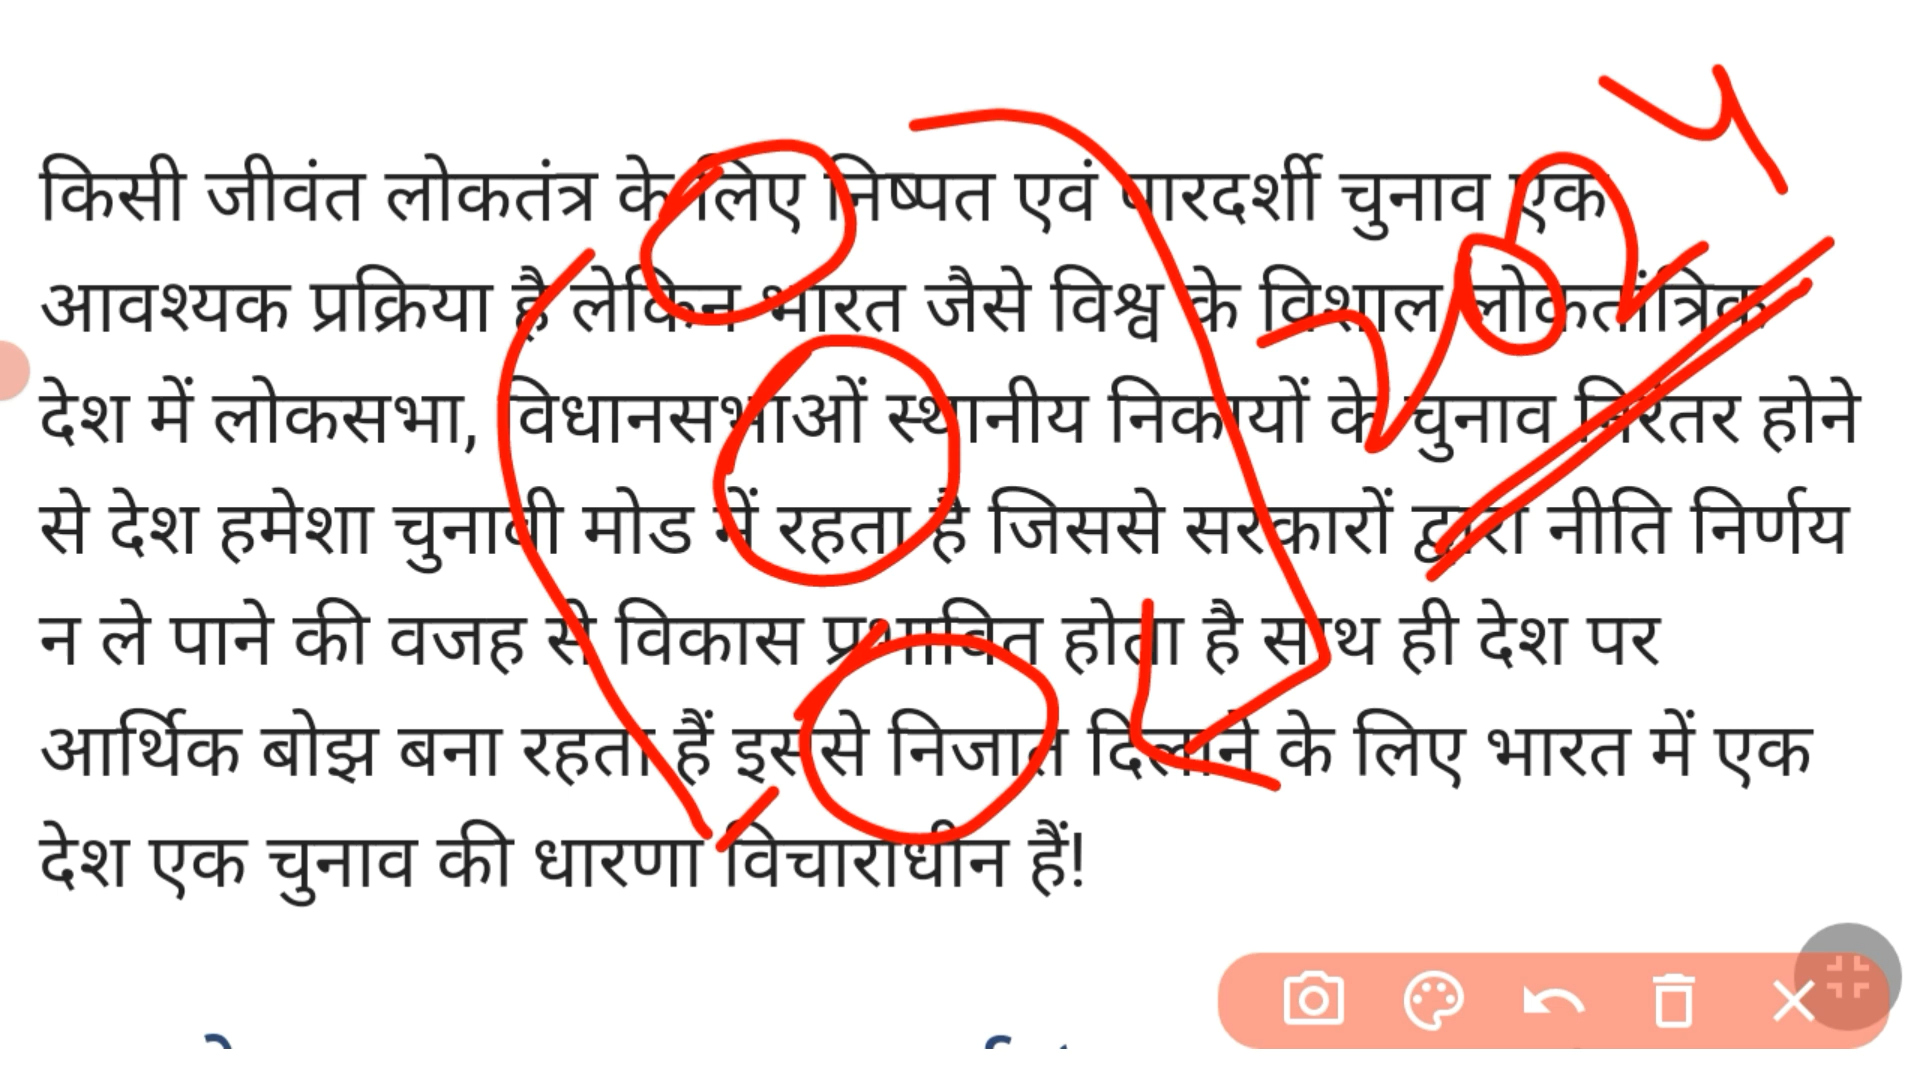 किसी जीवंत लोकतंत्र के लिए निष्पत एवं पारदर्शी चुनाव एक
आवश्यक प्रक्रिया है लेकिन भारत जैसे विश्व के विशाल लोकतांत्रिक
देश में लोकसभा, विधानसभाओं स्थानीय निकायों के चुनाव निरंतर होने
से देश हमेशा चुनावी मोड में रहता है जिससे सरकारों द्वारा नीति निर्णय
न ले पाने की वजह से विकास प्रभावित होता है साथ ही देश पर
आर्थिक बोझ बना रहता हैं इससे निजात दिलाने के लिए भारत में एक
देश एक चुनाव की धारणा विचाराधीन हैं!